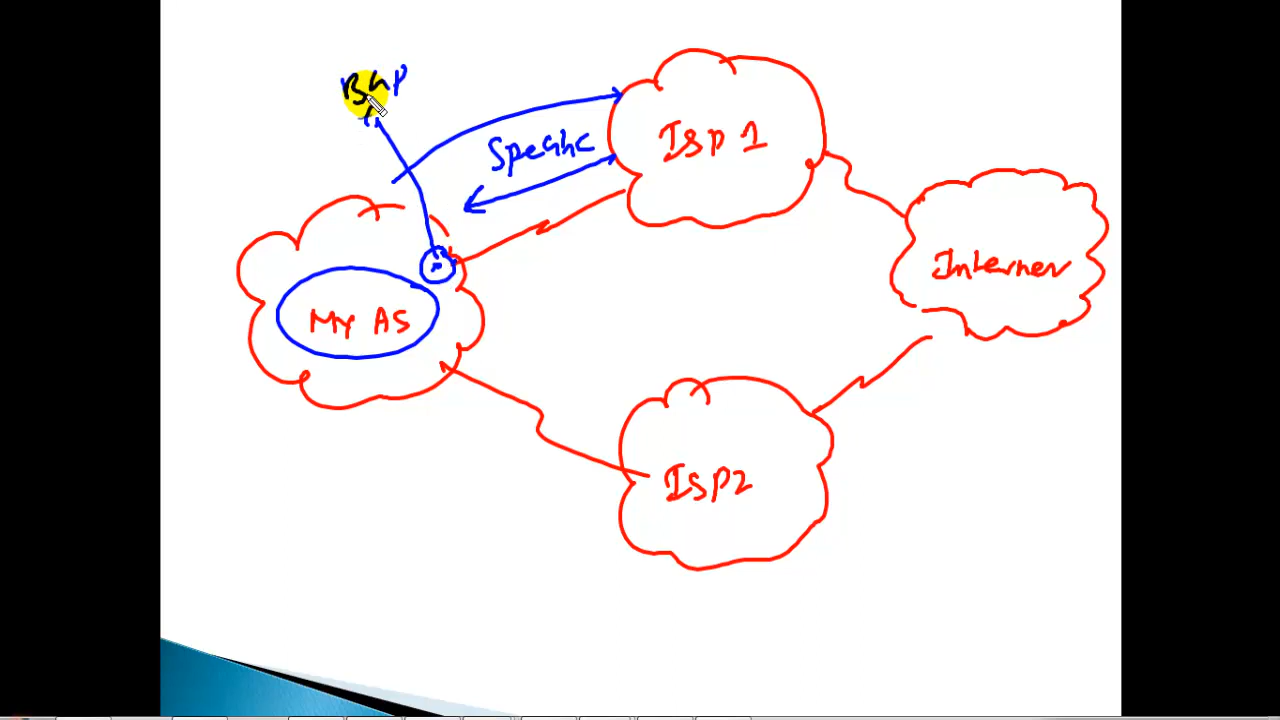 BGP
Specific
ISP 1
Internet
My AS
ISP2